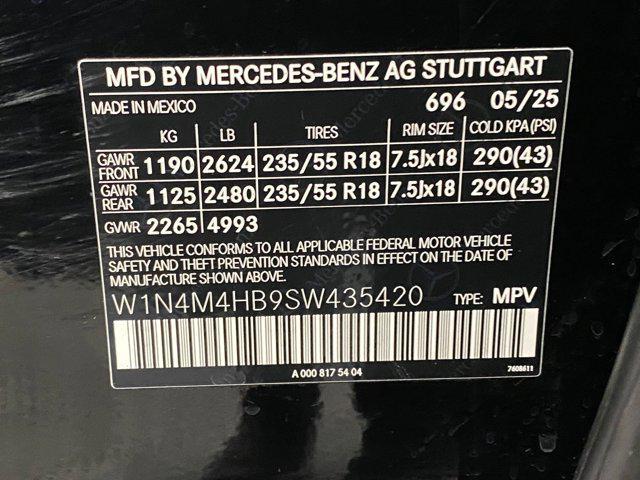 MFD BY MERCEDES-BENZ AG STUTTGART
MADE IN MEXICO 696 05/25
KG LB TIRES RIM SIZE COLD KPA(PSI)
GAWR FRONT 1190 2624 235/55 R18 7.5Jx18 290(43)
GAWR REAR 1125 2480 235/55 R18 7.5Jx18 290(43)
GVWR 2265 4993
THIS VEHICLE CONFORMS TO ALL APPLICABLE FEDERAL MOTOR VEHICLE
SAFETY AND THEFT PREVENTION STANDARDS IN EFFECT ON THE DATE
OF MANUFACTURE SHOWN ABOVE.
W1N4M4HB9SW435420 TYPE: MPV
A 000 817 54 04 7608611